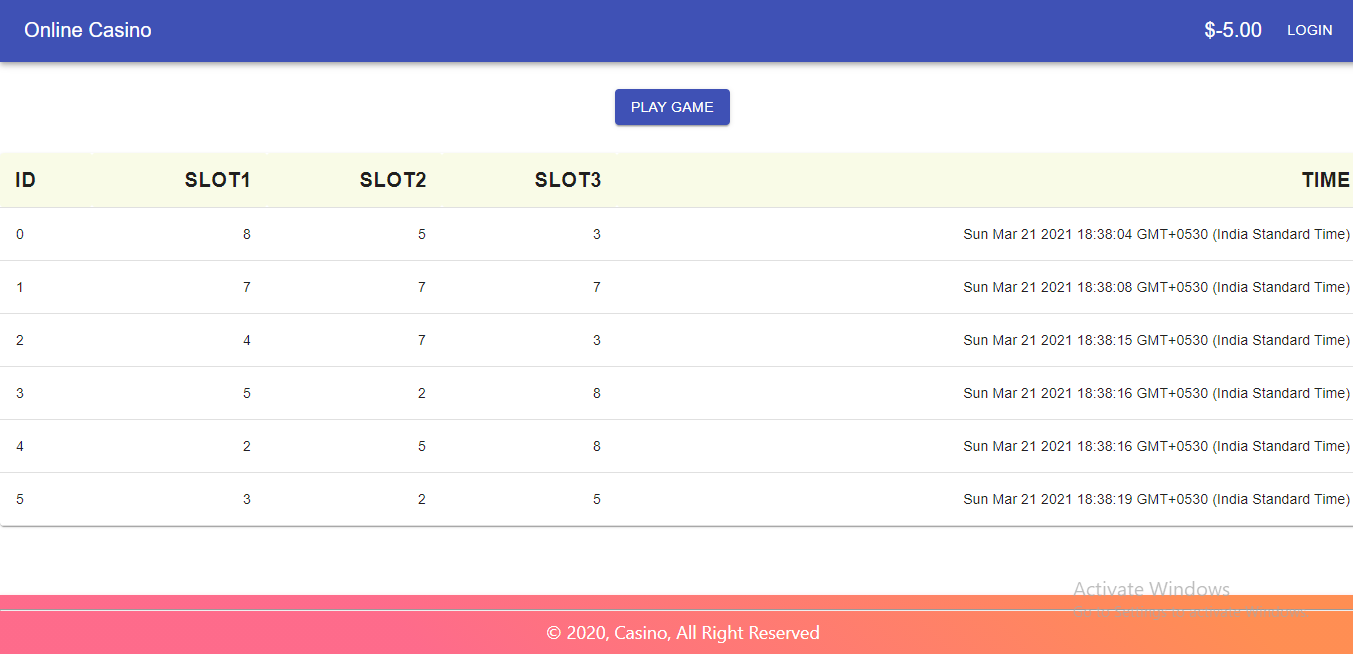 Online Casino $-5.00 LOGIN
PLAY GAME
ID SLOT1 SLOT2 SLOT3 TIME
0 8 5 3 Sun Mar 21 2021 18:38:04 GMT+0530 (India Standard Time)
1 7 7 7 Sun Mar 21 2021 18:38:08 GMT+0530 (India Standard Time)
2 4 7 3 Sun Mar 21 2021 18:38:15 GMT+0530 (India Standard Time)
3 5 2 8 Sun Mar 21 2021 18:38:16 GMT+0530 (India Standard Time)
4 2 5 8 Sun Mar 21 2021 18:38:16 GMT+0530 (India Standard Time)
5 3 2 5 Sun Mar 21 2021 18:38:19 GMT+0530 (India Standard Time)
Activate Windows
© 2020, Casino, All Right Reserved